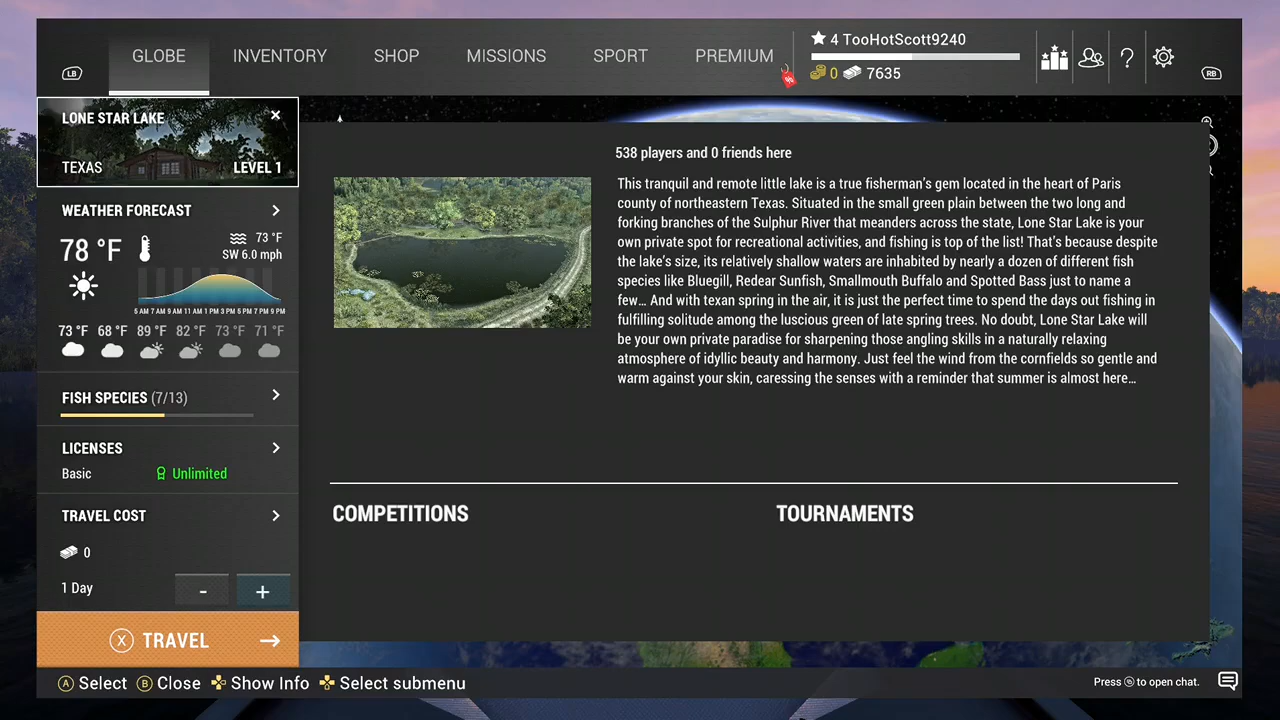 LB
GLOBE
INVENTORY
SHOP
MISSIONS
SPORT
PREMIUM
4 TooHotScott9240
0 7635
RB
LONE STAR LAKE
TEXAS LEVEL 1
WEATHER FORECAST
78 °F
73 °F
SW 6.0 mph
5 AM 7 AM 9 AM 11 AM 1 PM 3 PM 5 PM 7 PM 9 PM
73 °F 68 °F 89 °F 82 °F 73 °F 71 °F
FISH SPECIES (7/13)
LICENSES
Basic Unlimited
TRAVEL COST
0
1 Day - +
X TRAVEL
538 players and 0 friends here
This tranquil and remote little lake is a true fisherman's gem located in the heart of Paris
county of northeastern Texas. Situated in the small green plain between the two long and
forking branches of the Sulphur River that meanders across the state, Lone Star Lake is your
own private spot for recreational activities, and fishing is top of the list! That's because despite
the lake's size, its relatively shallow waters are inhabited by nearly a dozen of different fish
species like Bluegill, Redear Sunfish, Smallmouth Buffalo and Spotted Bass just to name a
few... And with texan spring in the air, it is just the perfect time to spend the days out fishing in
fulfilling solitude among the luscious green of late spring trees. No doubt, Lone Star Lake will
be your own private paradise for sharpening those angling skills in a naturally relaxing
atmosphere of idyllic beauty and harmony. Just feel the wind from the cornfields so gentle and
warm against your skin, caressing the senses with a reminder that summer is almost here...
COMPETITIONS
TOURNAMENTS
A Select B Close Show Info Select submenu
Press to open chat.